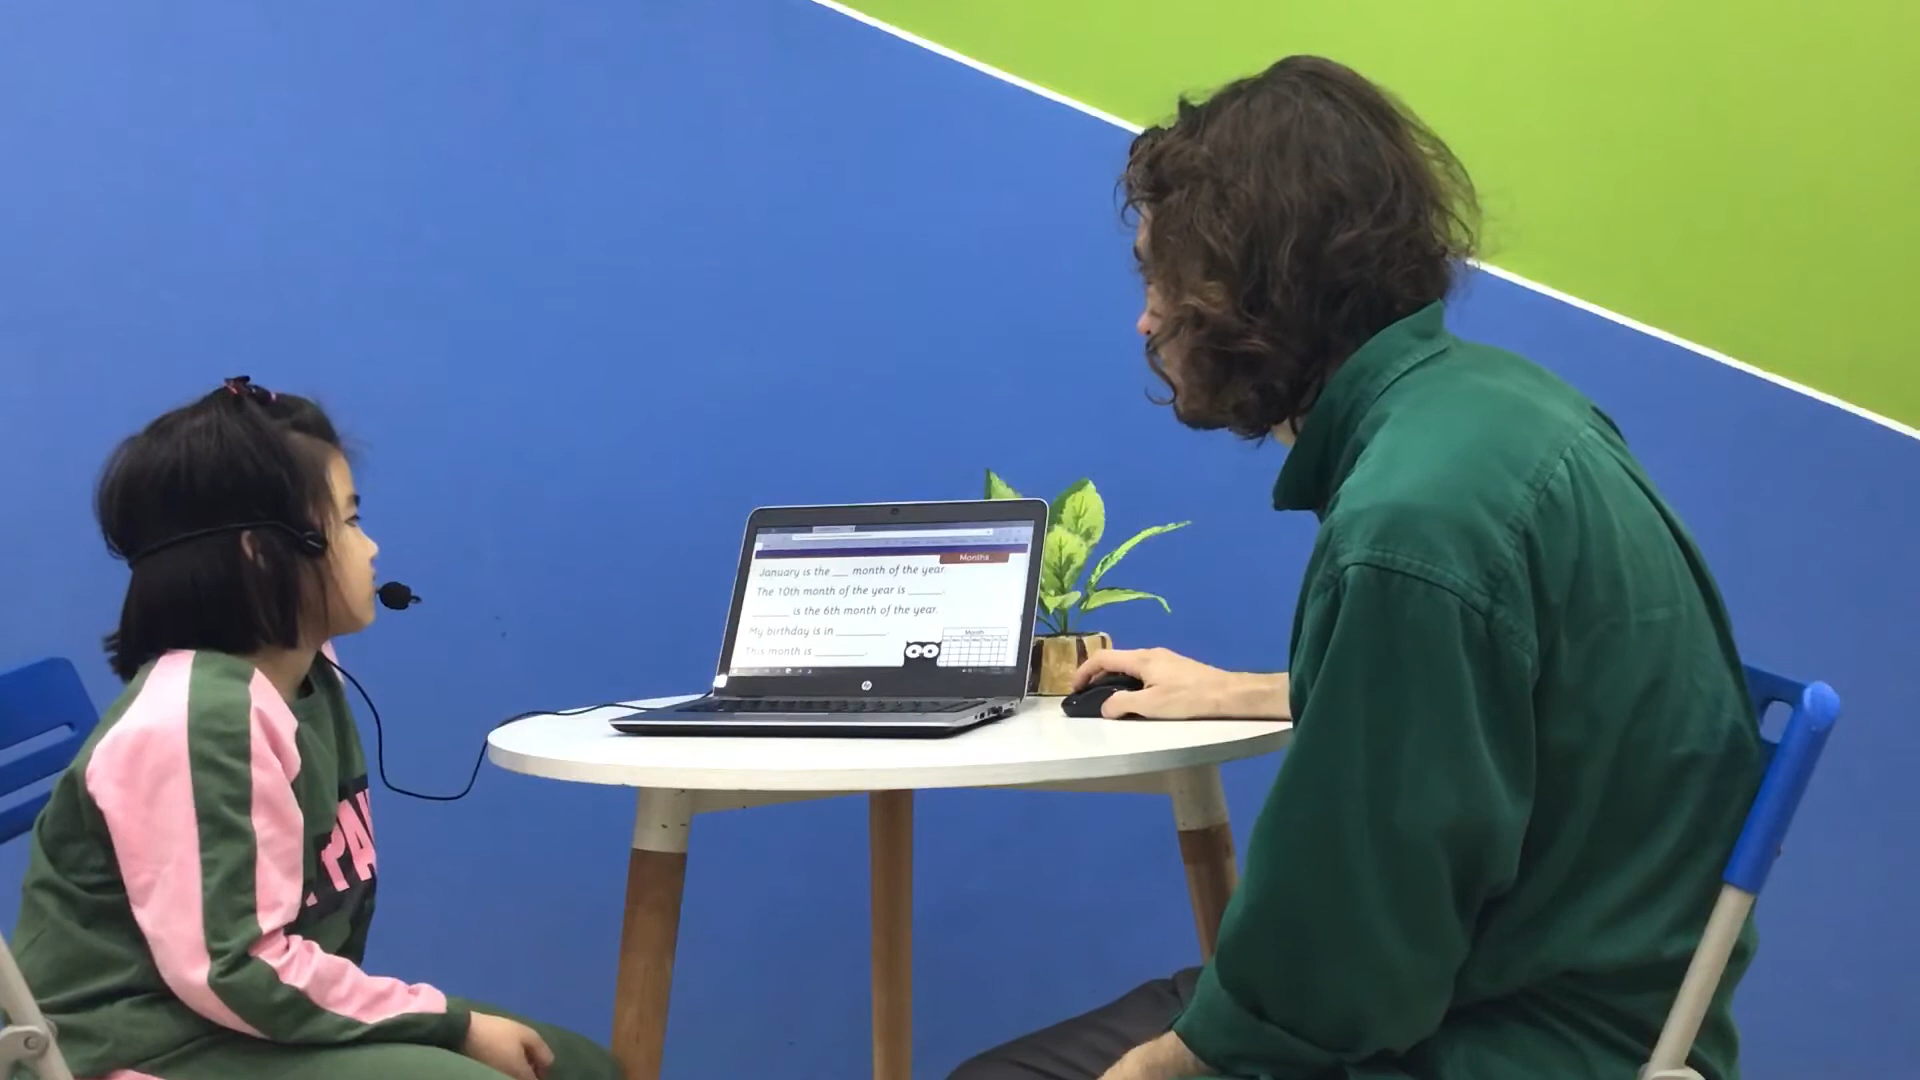 Months
January is the ___ month of the year.
The 10th month of the year is ______.
______ is the 6th month of the year.
My birthday is in ________.
This month is ________.
Month
hp
PA